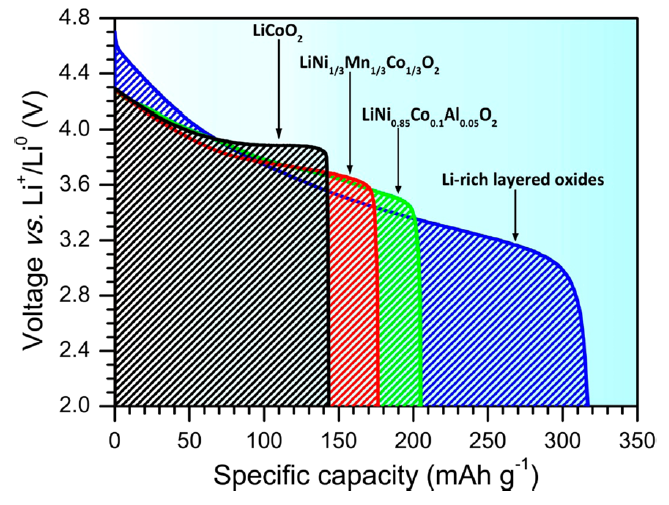 4.8
4.4
4.0
3.6
3.2
2.8
2.4
2.0
Voltage vs. Li⁺/Li⁰ (V)
LiCoO₂
LiNi₁/₃Mn₁/₃Co₁/₃O₂
LiNi₀.₈₅Co₀.₁Al₀.₀₅O₂
Li-rich layered oxides
0 50 100 150 200 250 300 350
Specific capacity (mAh g⁻¹)